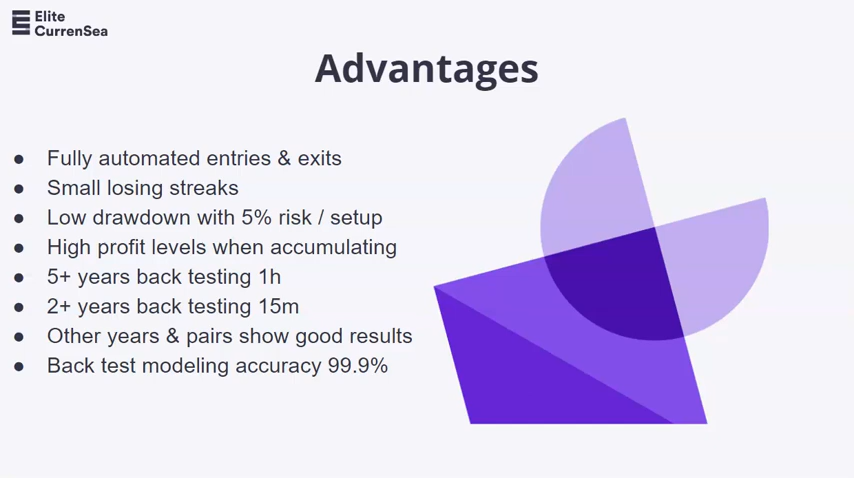 Elite
CurrenSea
Advantages
● Fully automated entries & exits
● Small losing streaks
● Low drawdown with 5% risk / setup
● High profit levels when accumulating
● 5+ years back testing 1h
● 2+ years back testing 15m
● Other years & pairs show good results
● Back test modeling accuracy 99.9%